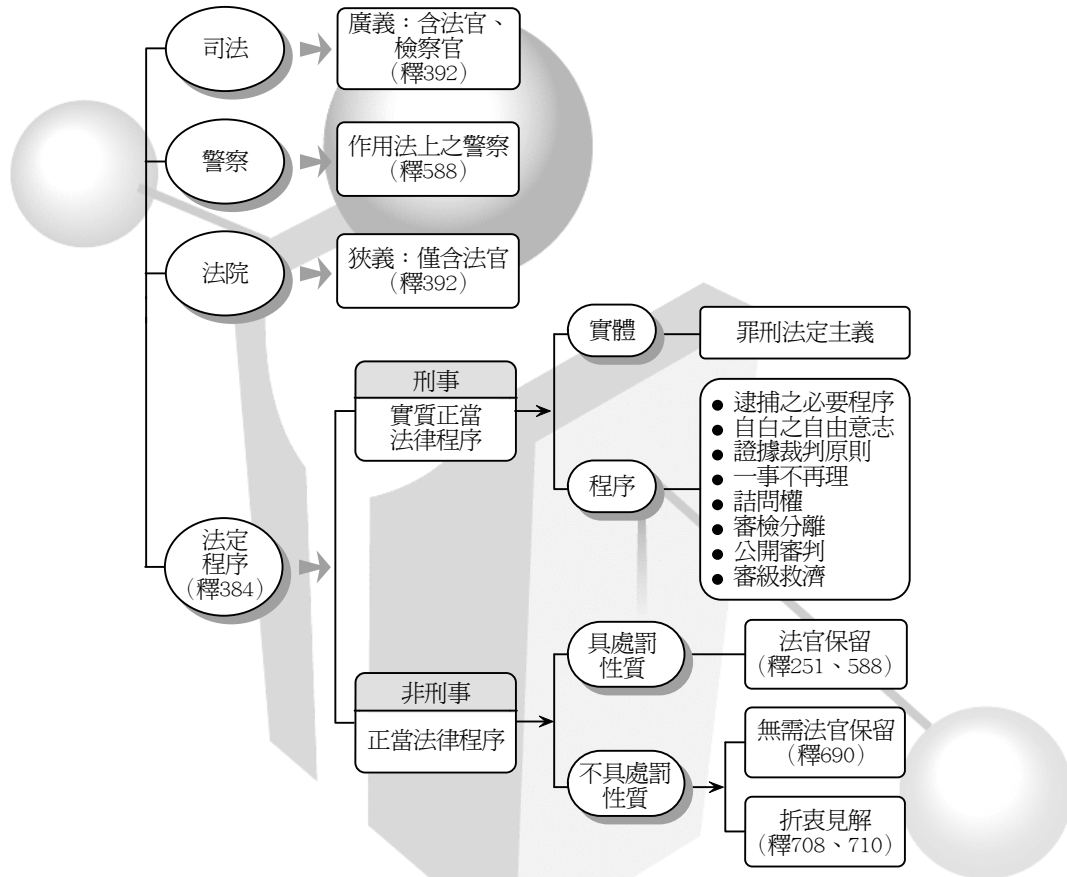 司法
廣義：含法官、
檢察官
（釋392）
警察
作用法上之警察
（釋588）
法院
狹義：僅含法官
（釋392）
法定
程序
（釋384）
刑事
實質正當
法律程序
實體
罪刑法定主義
程序
● 逮捕之必要程序
● 自白之自由意志
● 證據裁判原則
● 一事不再理
● 詰問權
● 審檢分離
● 公開審判
● 審級救濟
非刑事
正當法律程序
具處罰
性質
法官保留
（釋251、588）
不具處罰
性質
無需法官保留
（釋690）
折衷見解
（釋708、710）